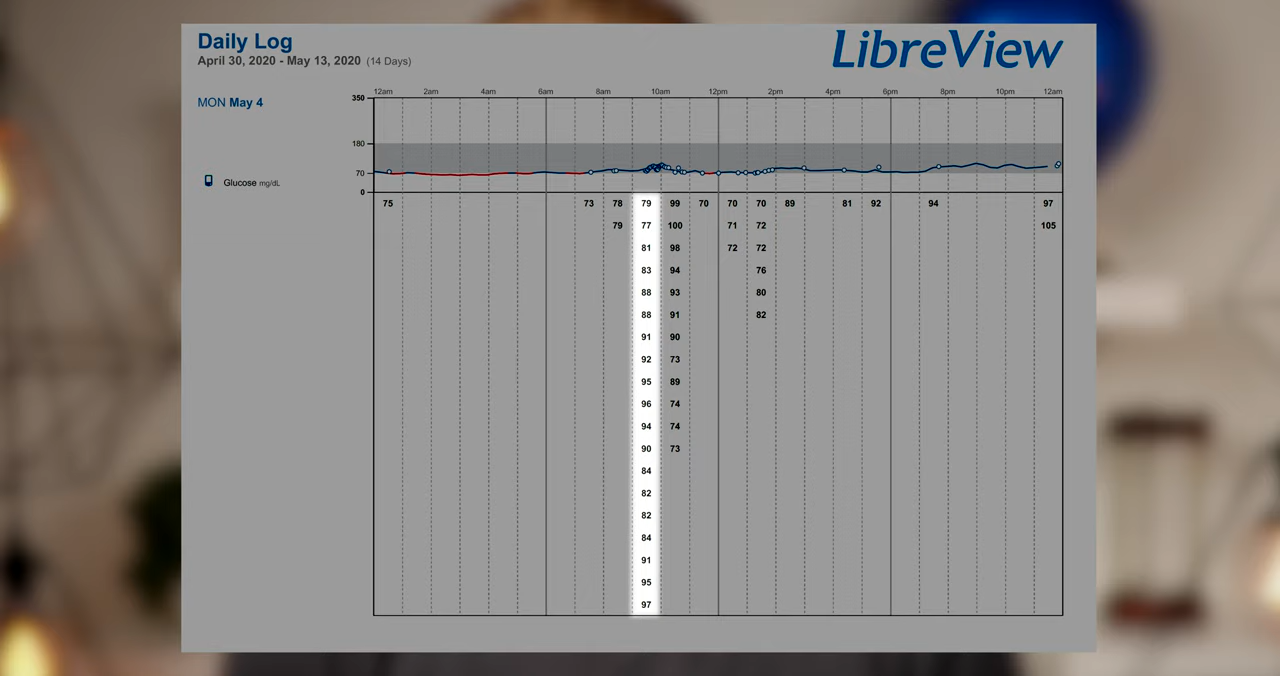 Daily Log
LibreView
April 30, 2020 - May 13, 2020 (14 Days)
MON May 4
12am 2am 4am 6am 8am 10am 12pm 2pm 4pm 6pm 8pm 10pm 12am
350
180
70
0
Glucose mg/dL
75 73 78 79 99 70 70 70 89 81 92 94 97
79 77 100 71 72 105
81 98 72 72
83 94 76
88 93 80
88 91 82
91 90
92 73
95 89
96 74
94 74
90 73
84
82
82
84
91
95
97